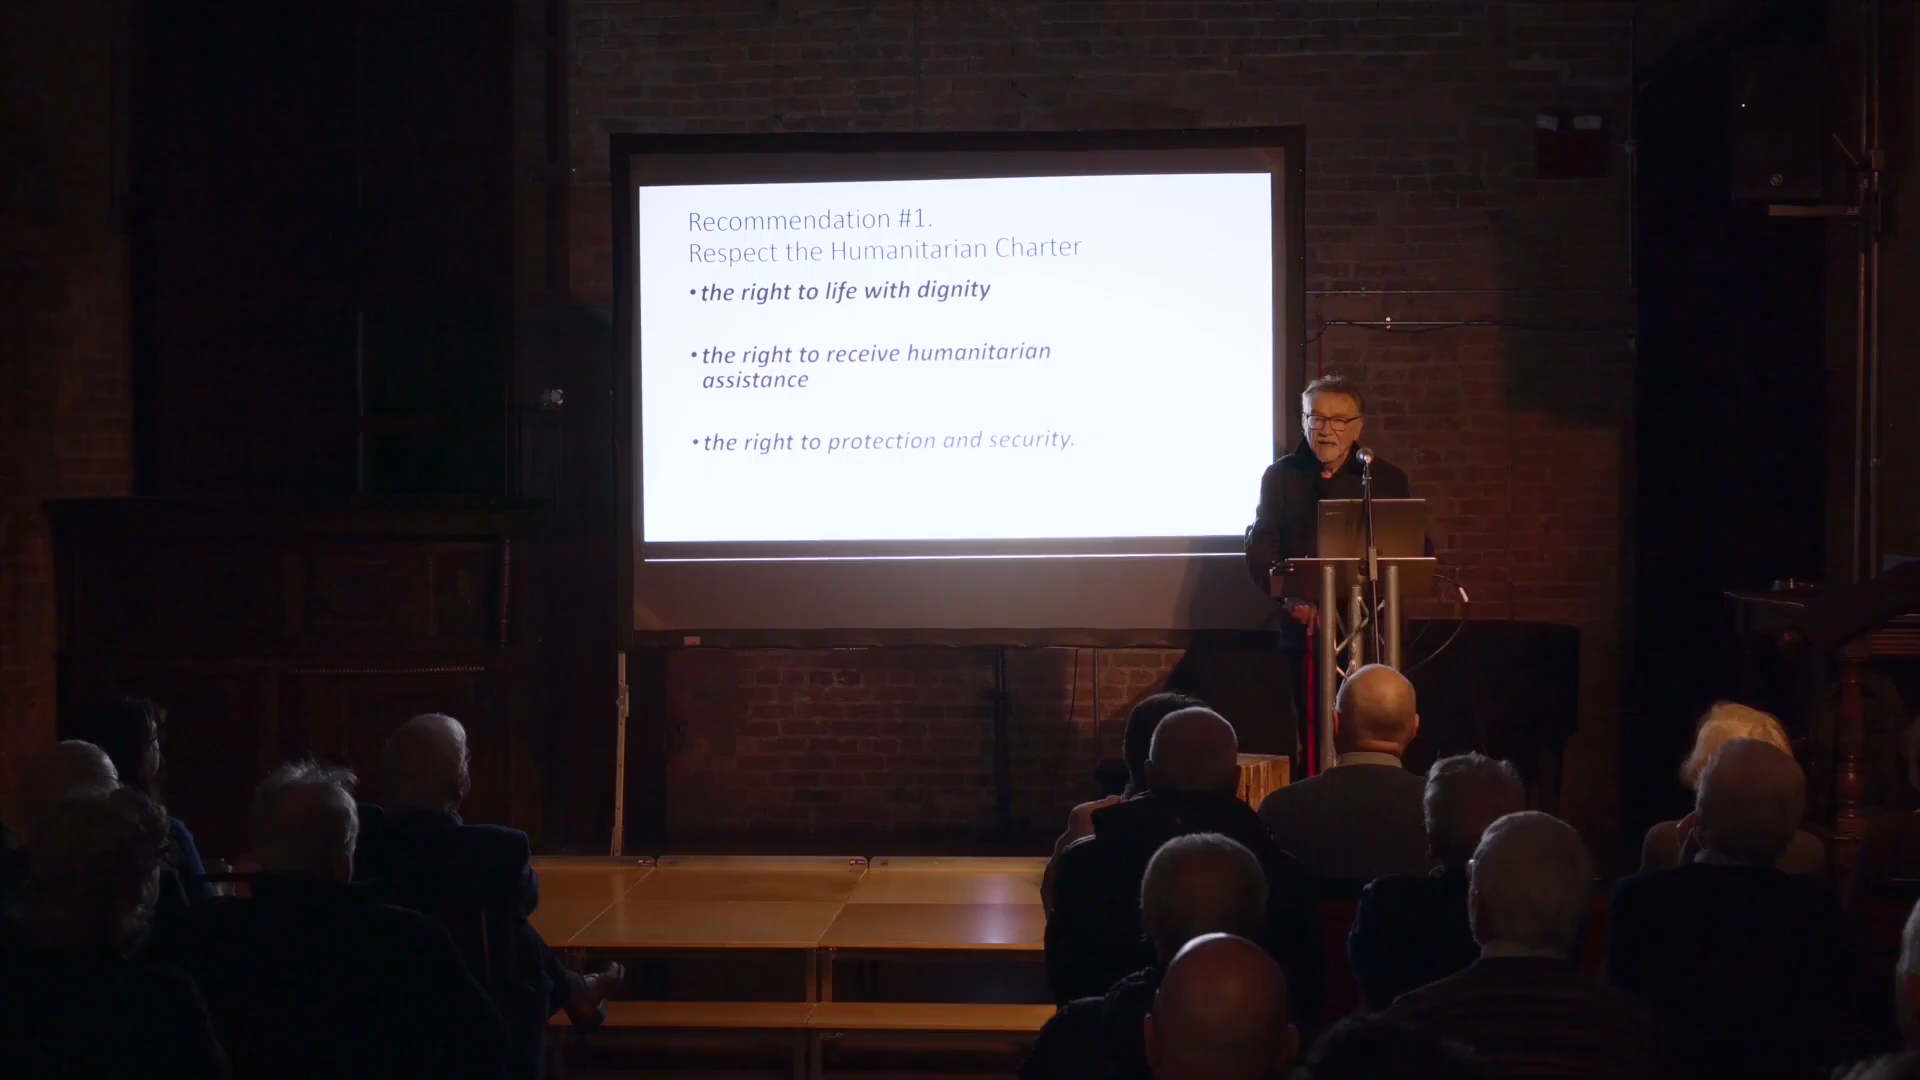 Recommendation #1.
Respect the Humanitarian Charter
• the right to life with dignity
• the right to receive humanitarian
assistance
• the right to protection and security.